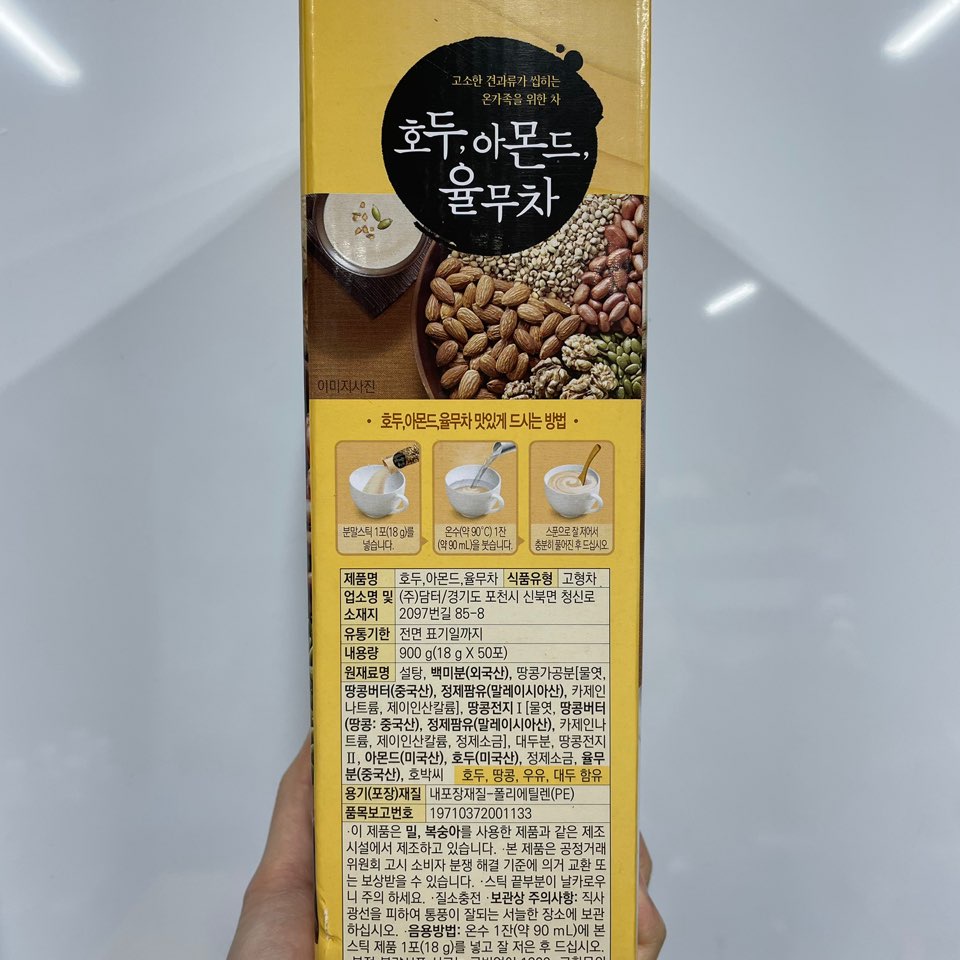 고소한 견과류가 씹히는
온가족을 위한 차
호두, 아몬드,
율무차
이미지사진
• 호두,아몬드,율무차 맛있게 드시는 방법 •
분말스틱 1포(18 g)를
넣습니다.
온수(약 90℃) 1잔
(약 90 mL)을 붓습니다.
스푼으로 잘 저어서
충분히 풀어진 후 드십시오.
제품명 호두,아몬드,율무차 식품유형 고형차
업소명 및 (주)담터/경기도 포천시 신북면 청신로
소재지 2097번길 85-8
유통기한 전면 표기일까지
내용량 900 g(18 g X 50포)
원재료명 설탕, 백미분(외국산), 땅콩가공분[물엿,
땅콩버터(중국산), 정제팜유(말레이시아산), 카제인
나트륨, 제이인산칼륨], 땅콩전지Ⅰ[물엿, 땅콩버터
(땅콩: 중국산), 정제팜유(말레이시아산), 카제인나
트륨, 제이인산칼륨, 정제소금], 대두분, 땅콩전지
Ⅱ, 아몬드(미국산), 호두(미국산), 정제소금, 율무
분(중국산), 호박씨 호두, 땅콩, 우유, 대두 함유
용기(포장)재질 내포장재질-폴리에틸렌(PE)
품목보고번호 19710372001133
·이 제품은 밀, 복숭아를 사용한 제품과 같은 제조
시설에서 제조하고 있습니다. ·본 제품은 공정거래
위원회 고시 소비자 분쟁 해결 기준에 의거 교환 또
는 보상받을 수 있습니다. ·스틱 끝부분이 날카로우
니 주의 하세요. ·질소충전 ·보관상 주의사항: 직사
광선을 피하여 통풍이 잘되는 서늘한 장소에 보관
하십시오. ·음용방법: 온수 1잔(약 90 mL)에 본
스틱 제품 1포(18 g)를 넣고 잘 저은 후 드십시오.